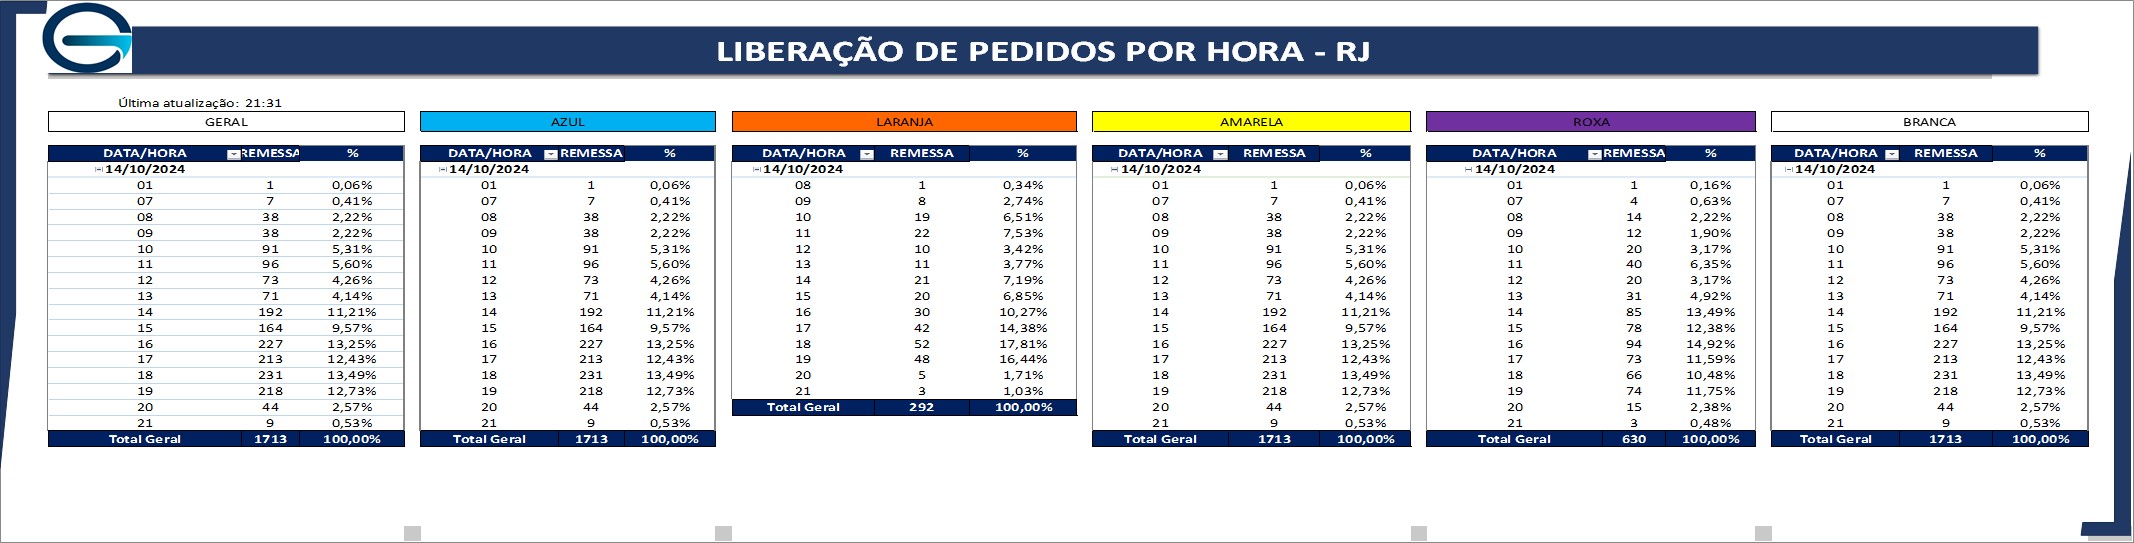 LIBERAÇÃO DE PEDIDOS POR HORA - RJ
Última atualização: 21:31
GERAL AZUL LARANJA AMARELA ROXA BRANCA
DATA/HORA REMESSA % DATA/HORA REMESSA % DATA/HORA REMESSA % DATA/HORA REMESSA % DATA/HORA REMESSA % DATA/HORA REMESSA %
14/10/2024 14/10/2024 14/10/2024 14/10/2024 14/10/2024 14/10/2024
01 1 0,06% 01 1 0,06% 08 1 0,34% 01 1 0,06% 01 1 0,16% 01 1 0,06%
07 7 0,41% 07 7 0,41% 09 8 2,74% 07 7 0,41% 07 4 0,63% 07 7 0,41%
08 38 2,22% 08 38 2,22% 10 19 6,51% 08 38 2,22% 08 14 2,22% 08 38 2,22%
09 38 2,22% 09 38 2,22% 11 22 7,53% 09 38 2,22% 09 12 1,90% 09 38 2,22%
10 91 5,31% 10 91 5,31% 12 10 3,42% 10 91 5,31% 10 20 3,17% 10 91 5,31%
11 96 5,60% 11 96 5,60% 13 11 3,77% 11 96 5,60% 11 40 6,35% 11 96 5,60%
12 73 4,26% 12 73 4,26% 14 21 7,19% 12 73 4,26% 12 20 3,17% 12 73 4,26%
13 71 4,14% 13 71 4,14% 15 20 6,85% 13 71 4,14% 13 31 4,92% 13 71 4,14%
14 192 11,21% 14 192 11,21% 16 30 10,27% 14 192 11,21% 14 85 13,49% 14 192 11,21%
15 164 9,57% 15 164 9,57% 17 42 14,38% 15 164 9,57% 15 78 12,38% 15 164 9,57%
16 227 13,25% 16 227 13,25% 18 52 17,81% 16 227 13,25% 16 94 14,92% 16 227 13,25%
17 213 12,43% 17 213 12,43% 19 48 16,44% 17 213 12,43% 17 73 11,59% 17 213 12,43%
18 231 13,49% 18 231 13,49% 20 5 1,71% 18 231 13,49% 18 66 10,48% 18 231 13,49%
19 218 12,73% 19 218 12,73% 21 3 1,03% 19 218 12,73% 19 74 11,75% 19 218 12,73%
20 44 2,57% 20 44 2,57% Total Geral 292 100,00% 20 44 2,57% 20 15 2,38% 20 44 2,57%
21 9 0,53% 21 9 0,53% 21 9 0,53% 21 3 0,48% 21 9 0,53%
Total Geral 1713 100,00% Total Geral 1713 100,00% Total Geral 1713 100,00% Total Geral 630 100,00% Total Geral 1713 100,00%